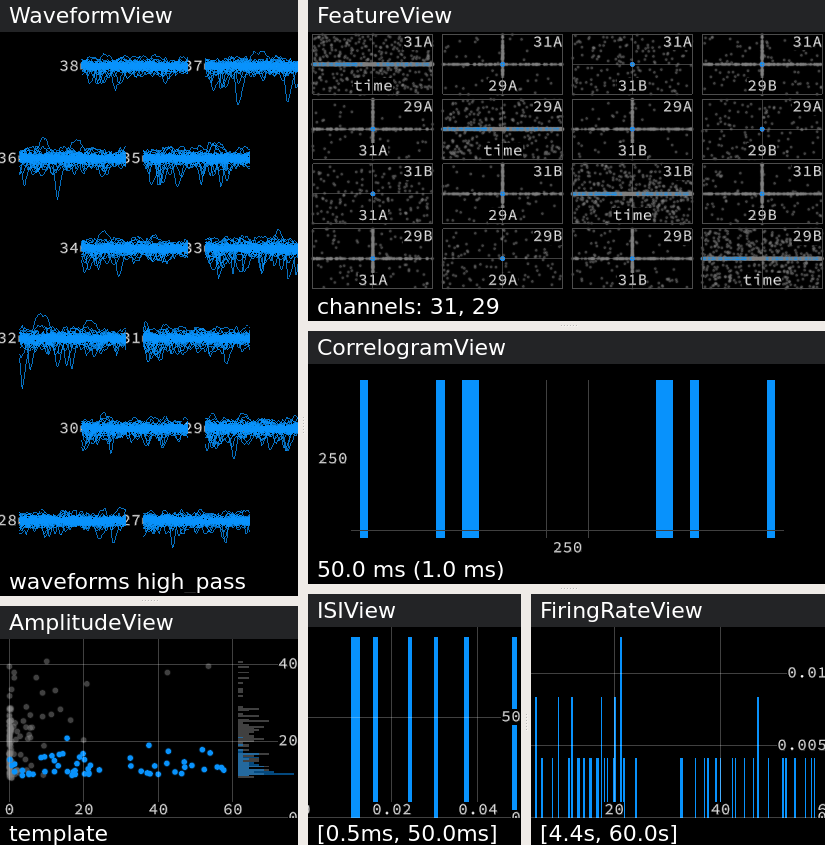 WaveformView
38
37
36
35
34
33
32
31
30
29
28
27
waveforms high_pass
FeatureView
31A
31A
31A
31A
time
29A
31B
29B
29A
29A
29A
29A
31A
time
31B
29B
31B
31B
31B
31B
31A
29A
time
29B
29B
29B
29B
29B
31A
29A
31B
time
channels: 31, 29
CorrelogramView
250
250
50.0 ms (1.0 ms)
AmplitudeView
40
20
0
0
20
40
60
template
ISIView
50
0.02
0.04
0
[0.5ms, 50.0ms]
FiringRateView
0.01
0.005
20
40
[4.4s, 60.0s]